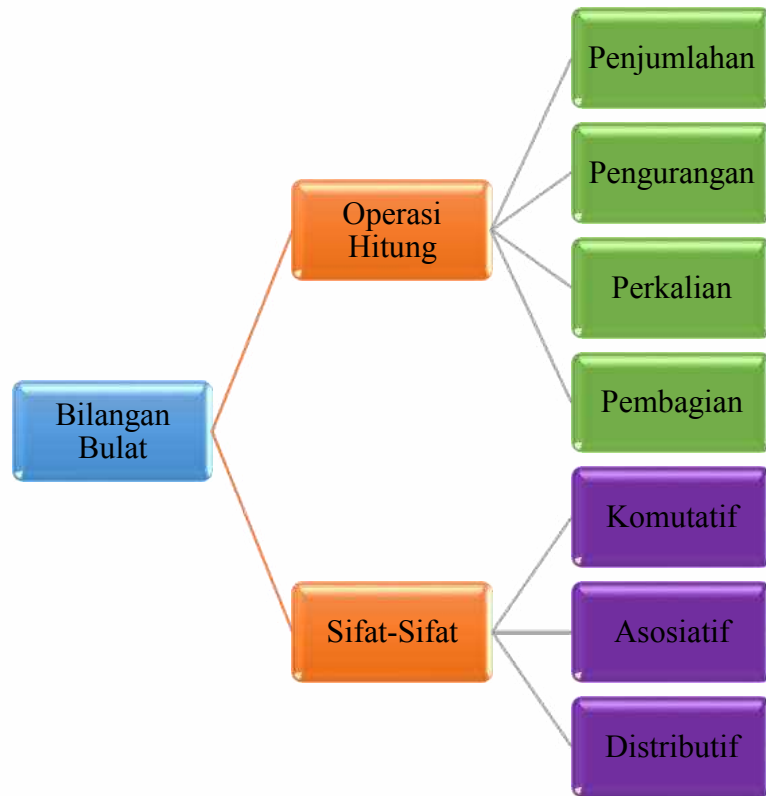 Penjumlahan
Operasi
Hitung
Pengurangan
Perkalian
Pembagian
Bilangan
Bulat
Komutatif
Sifat-Sifat
Asosiatif
Distributif